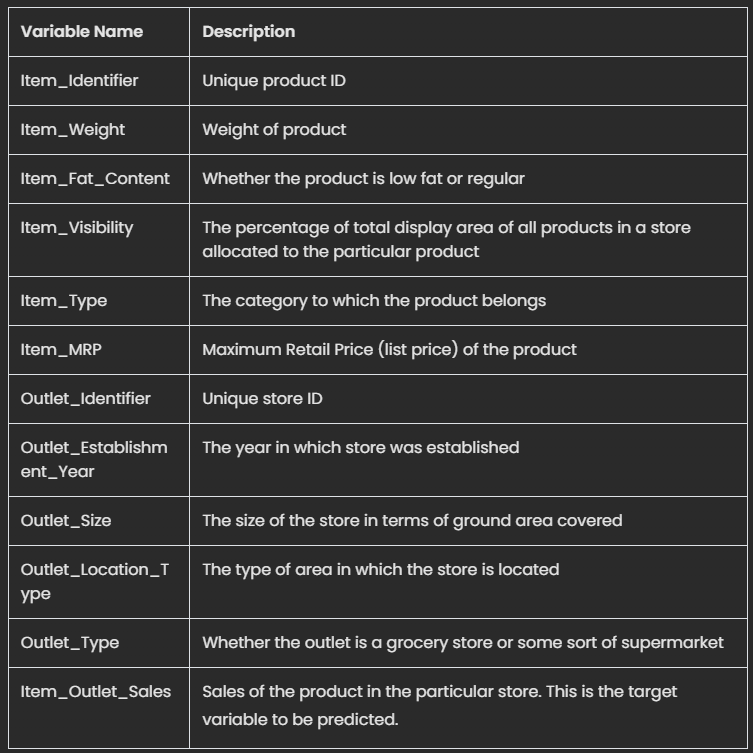 Variable Name Description
Item_Identifier Unique product ID
Item_Weight Weight of product
Item_Fat_Content Whether the product is low fat or regular
Item_Visibility The percentage of total display area of all products in a store
allocated to the particular product
Item_Type The category to which the product belongs
Item_MRP Maximum Retail Price (list price) of the product
Outlet_Identifier Unique store ID
Outlet_Establishm The year in which store was established
ent_Year
Outlet_Size The size of the store in terms of ground area covered
Outlet_Location_T The type of area in which the store is located
ype
Outlet_Type Whether the outlet is a grocery store or some sort of supermarket
Item_Outlet_Sales Sales of the product in the particular store. This is the target
variable to be predicted.